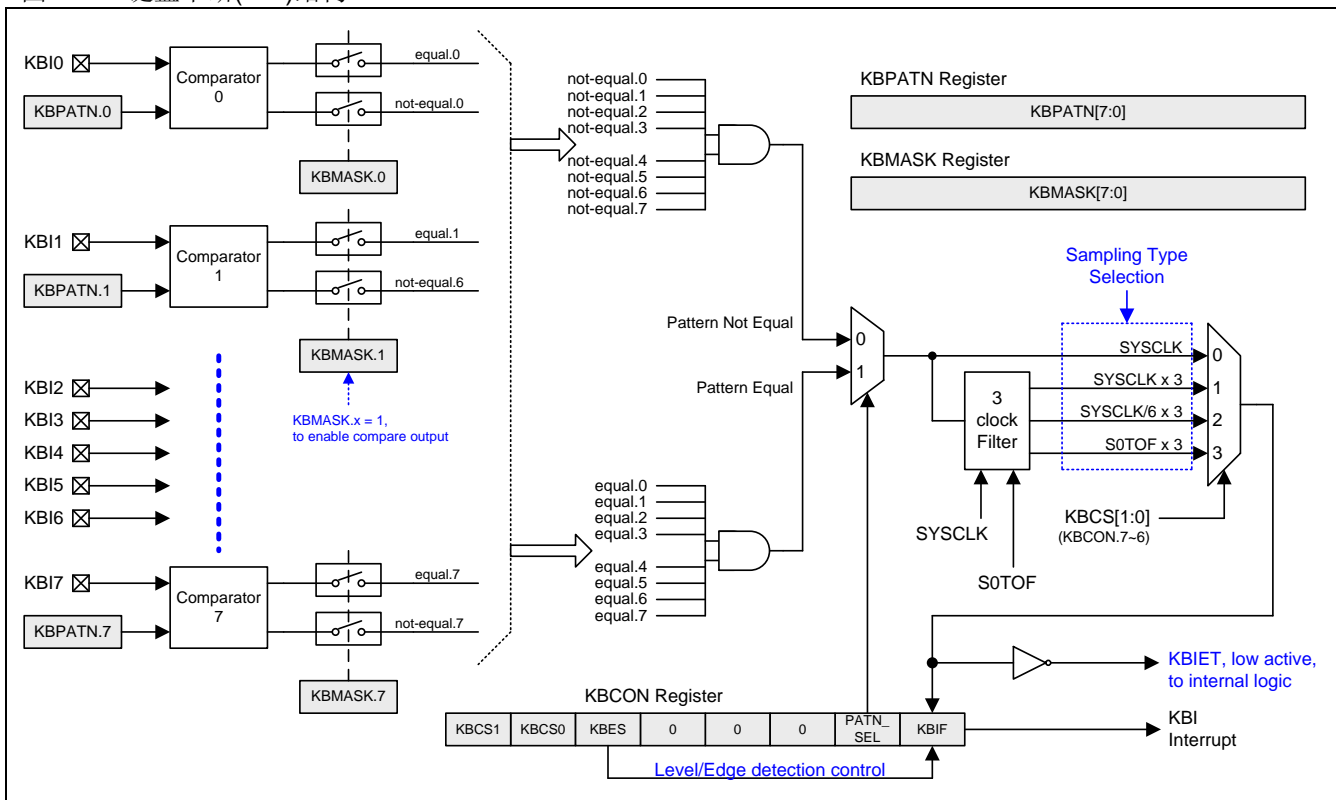 KBI0
KBPATN.0
Comparator
0
equal.0
not-equal.0
KBMASK.0
KBI1
KBPATN.1
Comparator
1
equal.1
not-equal.6
KBMASK.1
KBMASK.x = 1,
to enable compare output
KBI2
KBI3
KBI4
KBI5
KBI6
KBI7
KBPATN.7
Comparator
7
equal.7
not-equal.7
KBMASK.7
not-equal.0
not-equal.1
not-equal.2
not-equal.3
not-equal.4
not-equal.5
not-equal.6
not-equal.7
Pattern Not Equal
Pattern Equal
0
1
equal.0
equal.1
equal.2
equal.3
equal.4
equal.5
equal.6
equal.7
KBPATN Register
KBPATN[7:0]
KBMASK Register
KBMASK[7:0]
Sampling Type
Selection
SYSCLK
SYSCLK x 3
SYSCLK/6 x 3
S0TOF x 3
0
1
2
3
3
clock
Filter
SYSCLK
S0TOF
KBCS[1:0]
(KBCON.7~6)
KBIET, low active,
to internal logic
KBI
Interrupt
KBCON Register
KBCS1 KBCS0 KBES 0 0 0 PATN_SEL KBIF
Level/Edge detection control